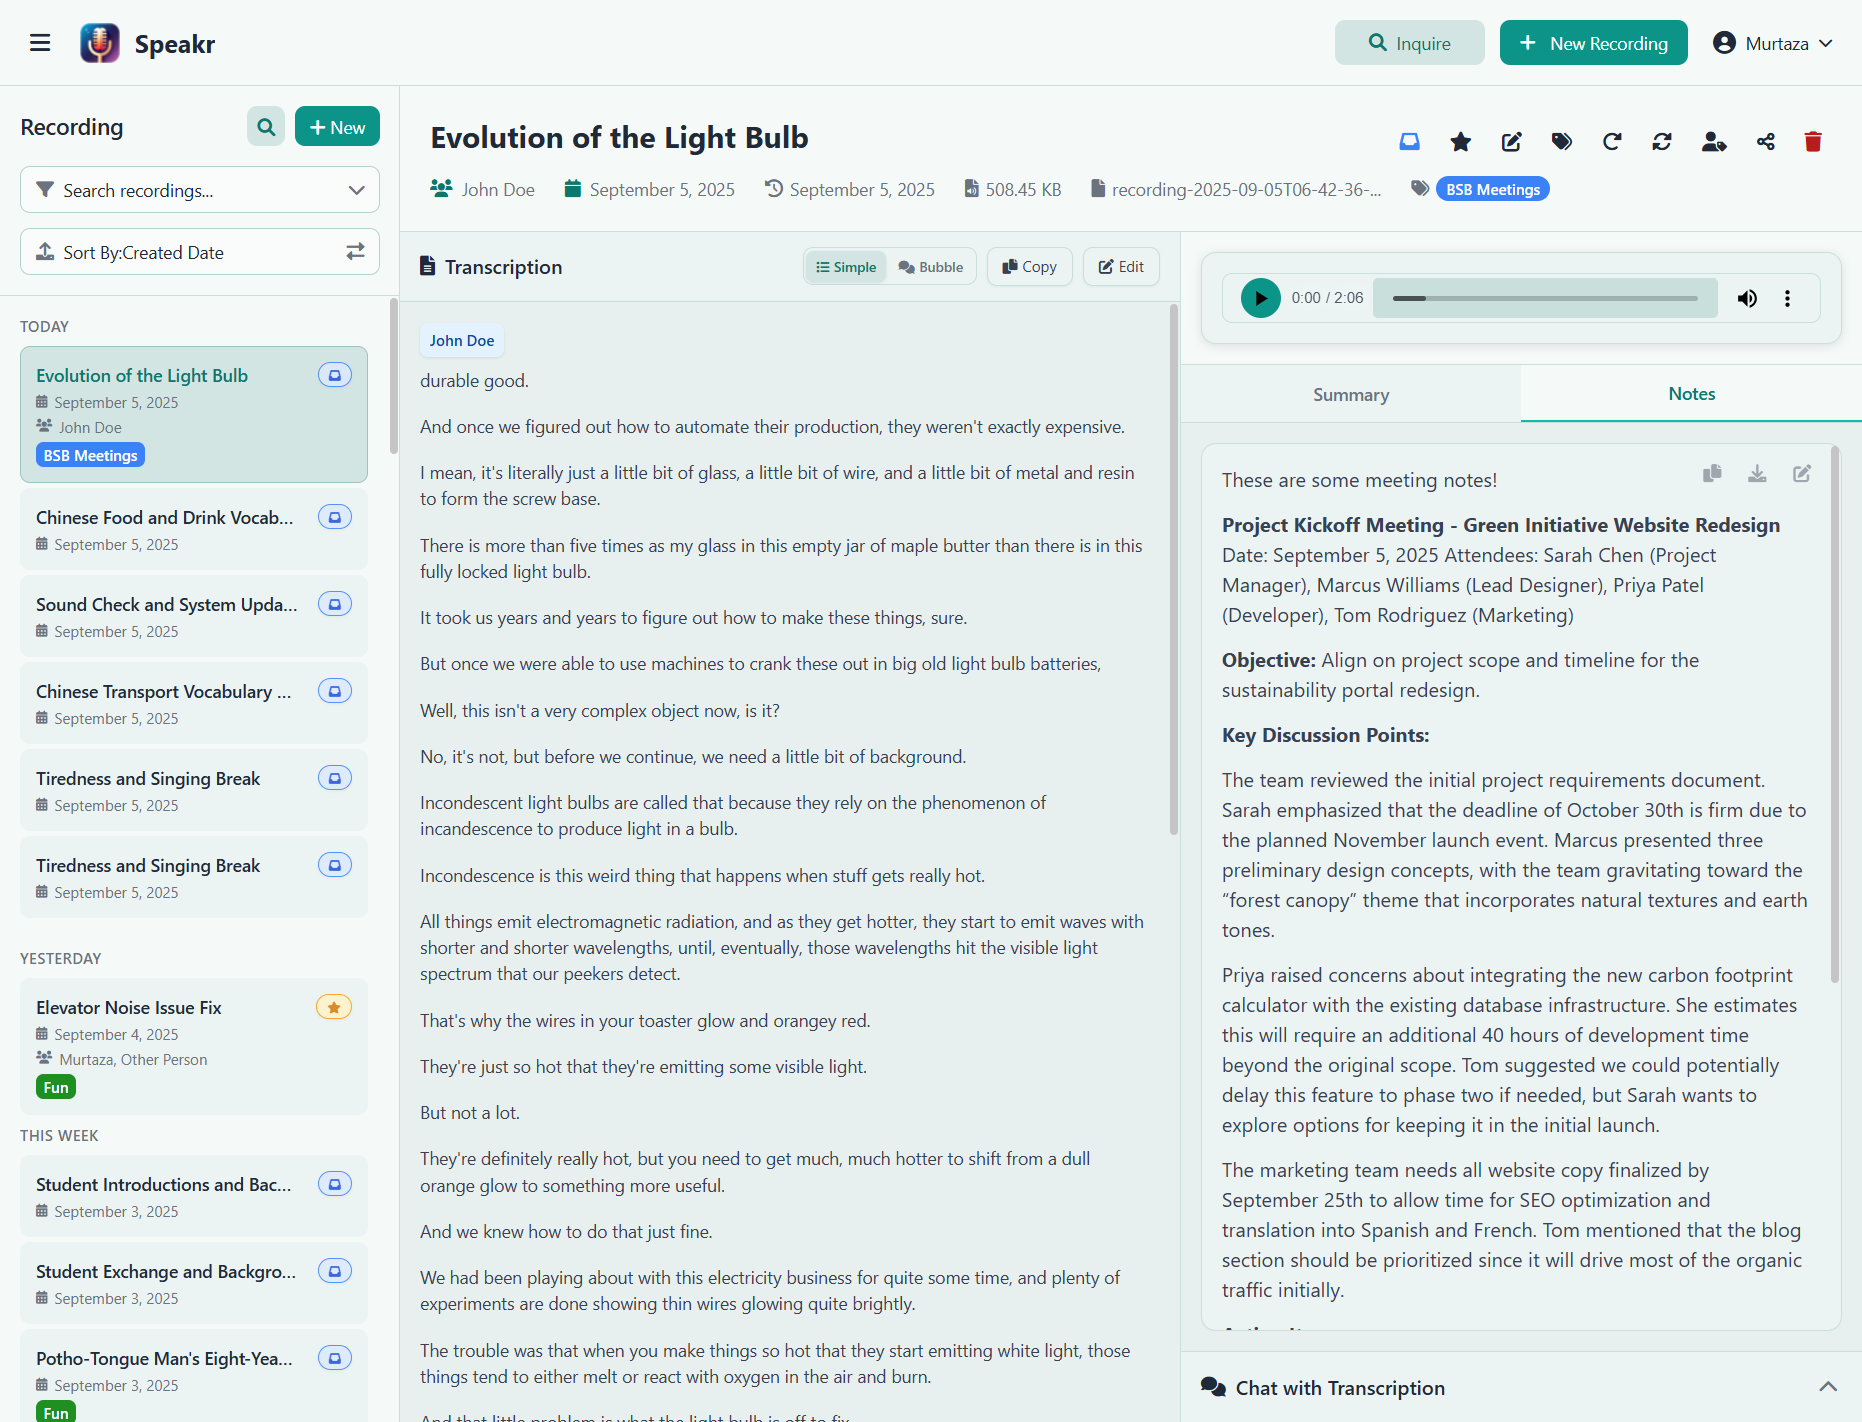 Speakr
Inquire
New Recording
Murtaza
Recording
New
Search recordings...
Sort By:Created Date
TODAY
Evolution of the Light Bulb
September 5, 2025
John Doe
BSB Meetings
Chinese Food and Drink Vocab...
September 5, 2025
Sound Check and System Upda...
September 5, 2025
Chinese Transport Vocabulary ...
September 5, 2025
Tiredness and Singing Break
September 5, 2025
Tiredness and Singing Break
September 5, 2025
YESTERDAY
Elevator Noise Issue Fix
September 4, 2025
Murtaza, Other Person
Fun
THIS WEEK
Student Introductions and Bac...
September 3, 2025
Student Exchange and Backgro...
September 3, 2025
Potho-Tongue Man's Eight-Yea...
September 3, 2025
Fun
Evolution of the Light Bulb
John Doe
September 5, 2025
September 5, 2025
508.45 KB
recording-2025-09-05T06-42-36-...
BSB Meetings
Transcription
Simple
Bubble
Copy
Edit
John Doe
durable good.
And once we figured out how to automate their production, they weren't exactly expensive.
I mean, it's literally just a little bit of glass, a little bit of wire, and a little bit of metal and resin
to form the screw base.
There is more than five times as my glass in this empty jar of maple butter than there is in this
fully locked light bulb.
It took us years and years to figure out how to make these things, sure.
But once we were able to use machines to crank these out in big old light bulb batteries,
Well, this isn't a very complex object now, is it?
No, it's not, but before we continue, we need a little bit of background.
Incondescent light bulbs are called that because they rely on the phenomenon of
incandescence to produce light in a bulb.
Incondescence is this weird thing that happens when stuff gets really hot.
All things emit electromagnetic radiation, and as they get hotter, they start to emit waves with
shorter and shorter wavelengths, until, eventually, those wavelengths hit the visible light
spectrum that our peekers detect.
That's why the wires in your toaster glow and orangey red.
They're just so hot that they're emitting some visible light.
But not a lot.
They're definitely really hot, but you need to get much, much hotter to shift from a dull
orange glow to something more useful.
And we knew how to do that just fine.
We had been playing about with this electricity business for quite some time, and plenty of
experiments are done showing thin wires glowing quite brightly.
The trouble was that when you make things so hot that they start emitting white light, those
things tend to either melt or react with oxygen in the air and burn.
And that little problem is what the light bulb is off to fix.
0:00 / 2:06
Summary
Notes
These are some meeting notes!
Project Kickoff Meeting - Green Initiative Website Redesign
Date: September 5, 2025 Attendees: Sarah Chen (Project
Manager), Marcus Williams (Lead Designer), Priya Patel
(Developer), Tom Rodriguez (Marketing)
Objective: Align on project scope and timeline for the
sustainability portal redesign.
Key Discussion Points:
The team reviewed the initial project requirements document.
Sarah emphasized that the deadline of October 30th is firm due to
the planned November launch event. Marcus presented three
preliminary design concepts, with the team gravitating toward the
“forest canopy” theme that incorporates natural textures and earth
tones.
Priya raised concerns about integrating the new carbon footprint
calculator with the existing database infrastructure. She estimates
this will require an additional 40 hours of development time
beyond the original scope. Tom suggested we could potentially
delay this feature to phase two if needed, but Sarah wants to
explore options for keeping it in the initial launch.
The marketing team needs all website copy finalized by
September 25th to allow time for SEO optimization and
translation into Spanish and French. Tom mentioned that the blog
section should be prioritized since it will drive most of the organic
traffic initially.
Chat with Transcription